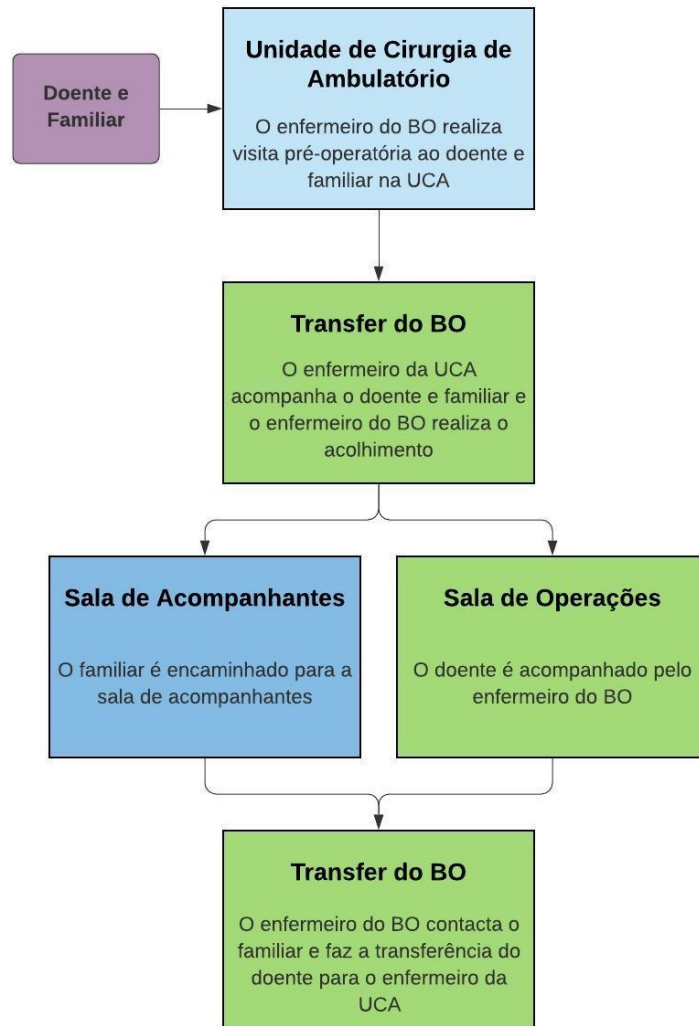 Doente e
Familiar
Unidade de Cirurgia de
Ambulatório
O enfermeiro do BO realiza
visita pré-operatória ao doente e
familiar na UCA
Transfer do BO
O enfermeiro da UCA
acompanha o doente e familiar e
o enfermeiro do BO realiza o
acolhimento
Sala de Acompanhantes
O familiar é encaminhado para a
sala de acompanhantes
Sala de Operações
O doente é acompanhado pelo
enfermeiro do BO
Transfer do BO
O enfermeiro do BO contacta o
familiar e faz a transferência do
doente para o enfermeiro da
UCA